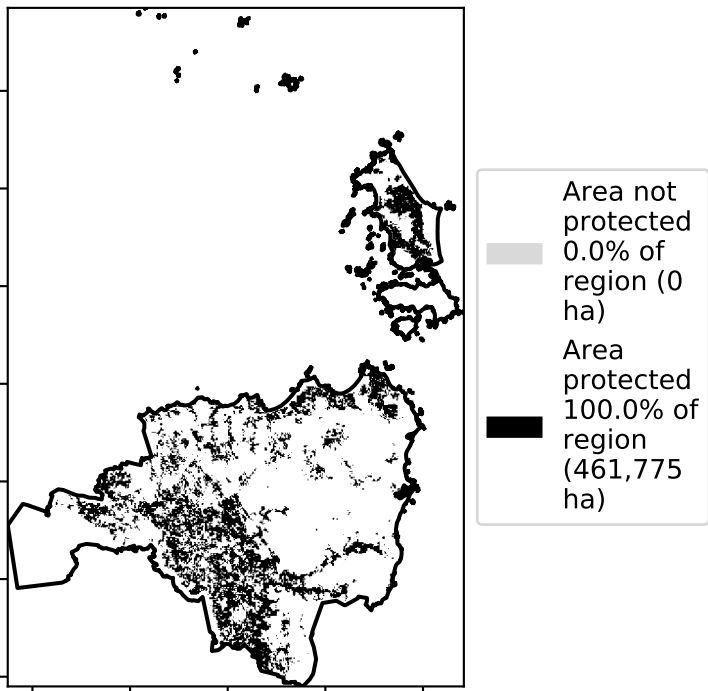 Area not
protected
0.0% of
region (0
ha)
Area
protected
100.0% of
region
(461,775
ha)